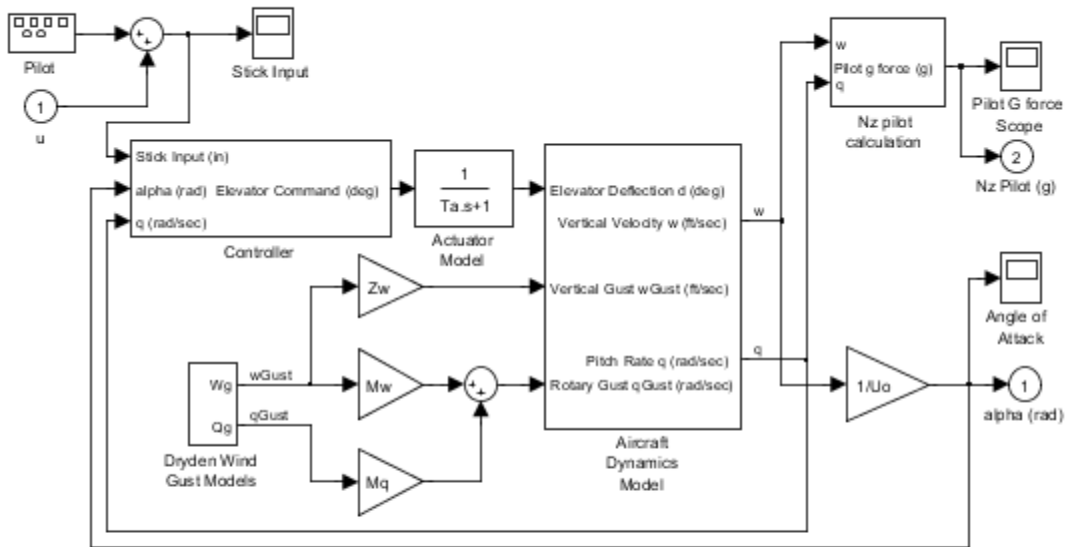 Pilot
1
u
Stick Input
Stick Input (in)
alpha (rad)
Elevator Command (deg)
q (rad/sec)
Controller
1
Ta.s+1
Actuator
Model
Elevator Deflection d (deg)
Vertical Velocity w (ft/sec)
Vertical Gust wGust (ft/sec)
Pitch Rate q (rad/sec)
Rotary Gust qGust (rad/sec)
Aircraft
Dynamics
Model
w
q
w
Pilot g force (g)
q
Nz pilot
calculation
Pilot G force
Scope
2
Nz Pilot (g)
Angle of
Attack
1/Uo
1
alpha (rad)
Zw
Mw
Mq
Wg
Qg
wGust
qGust
Dryden Wind
Gust Models